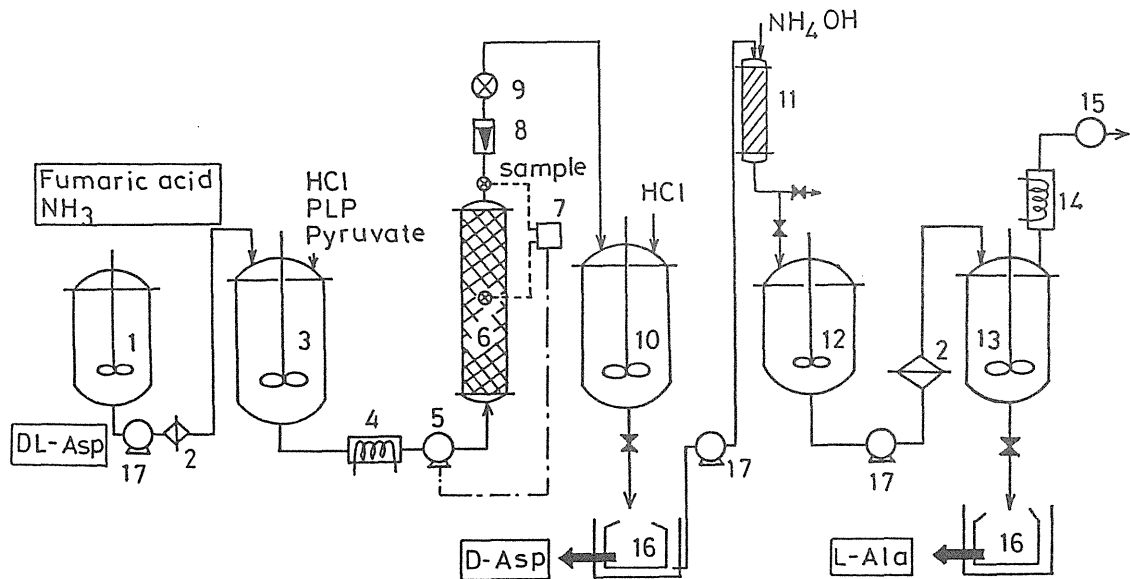 Fumaric acid
NH3
HCl
PLP
Pyruvate
1
DL-Asp
17
2
3
4
5
6
sample
7
8
9
HCl
10
D-Asp
16
17
NH4OH
11
12
17
2
13
14
15
L-Ala
16